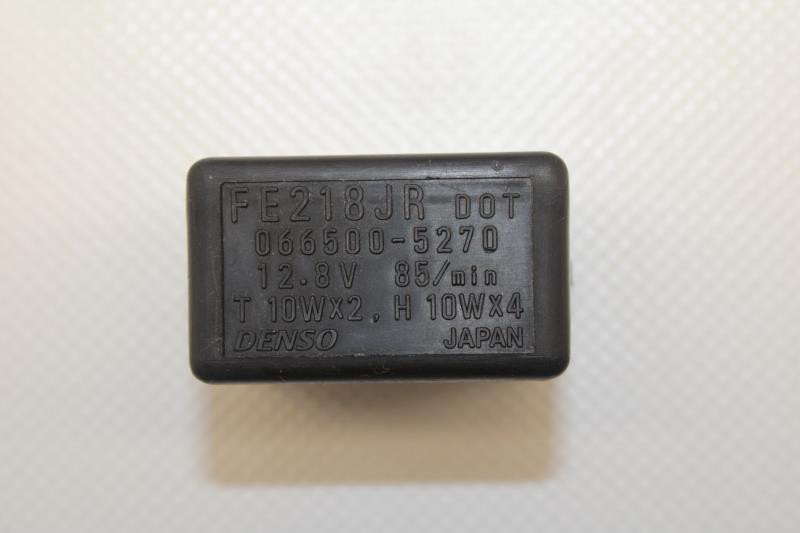 FE218JR DOT
066500-5270
12.8V 85/min
T 10W×2, H 10W×4
DENSO JAPAN